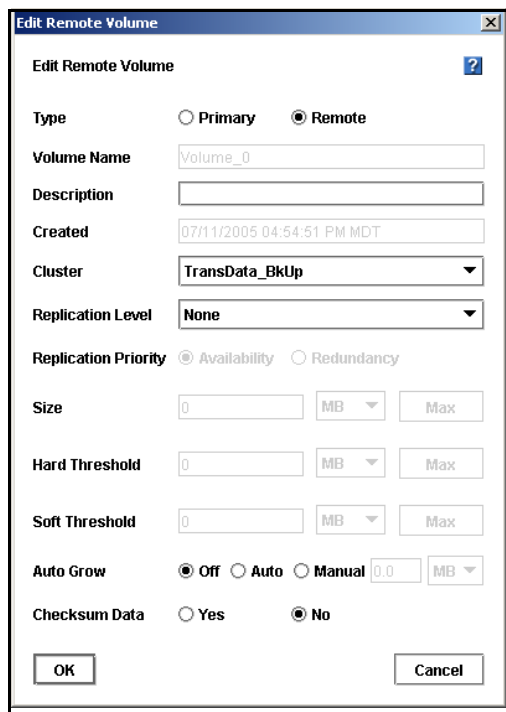 Edit Remote Volume
Edit Remote Volume ?
Type Primary Remote
Volume Name Volume_0
Description
Created 07/11/2005 04:54:51 PM MDT
Cluster TransData_BkUp
Replication Level None
Replication Priority Availability Redundancy
Size 0 MB Max
Hard Threshold 0 MB Max
Soft Threshold 0 MB Max
Auto Grow Off Auto Manual 0.0 MB
Checksum Data Yes No
OK Cancel